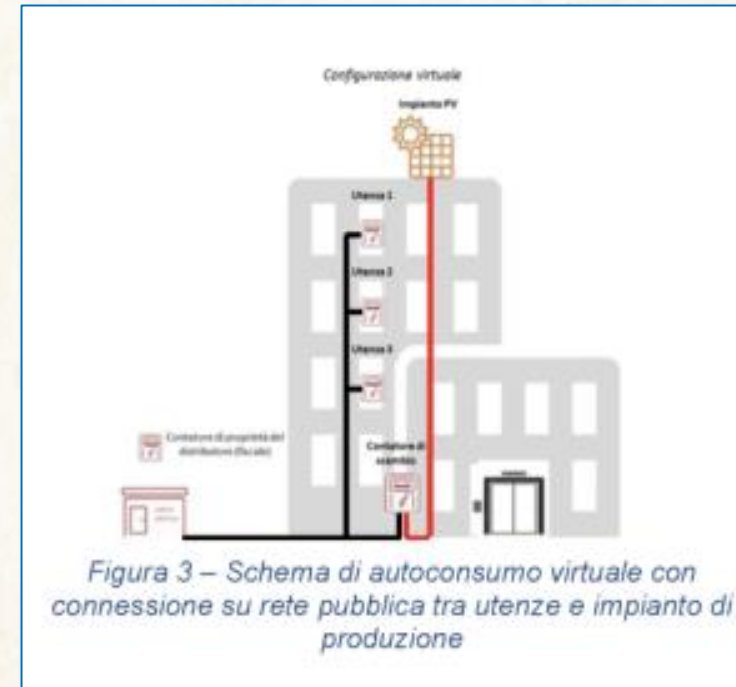 Configurazione virtuale
Impianto PV
Utenza 1
Utenza 2
Utenza 3
Contatore di proprietà del
distributore (fiscale)
Contatore di
scambio
Figura 3 – Schema di autoconsumo virtuale con
connessione su rete pubblica tra utenze e impianto di
produzione